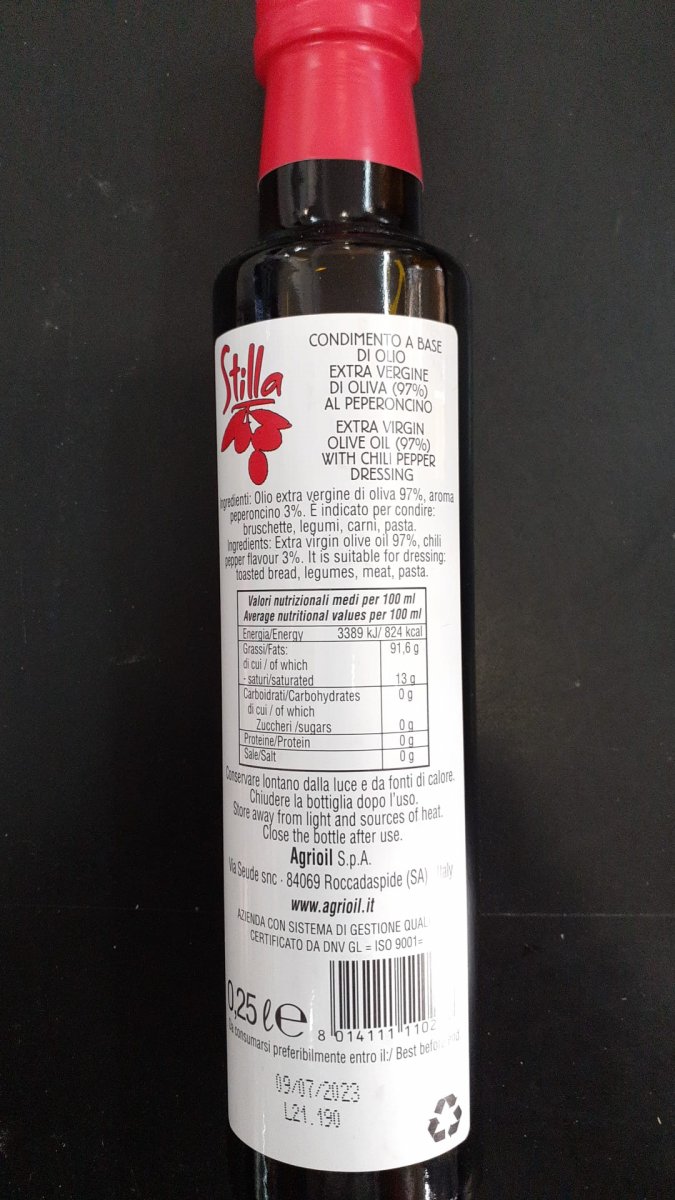 Stilla
CONDIMENTO A BASE
DI OLIO
EXTRA VERGINE
DI OLIVA (97%)
AL PEPERONCINO
EXTRA VIRGIN
OLIVE OIL (97%)
WITH CHILI PEPPER
DRESSING
Ingredienti: Olio extra vergine di oliva 97%, aroma
peperoncino 3%. È indicato per condire:
bruschette, legumi, carni, pasta.
Ingredients: Extra virgin olive oil 97%, chili
pepper flavour 3%. It is suitable for dressing:
toasted bread, legumes, meat, pasta.
Valori nutrizionali medi per 100 ml
Average nutritional values per 100 ml
Energia/Energy 3389 kJ/ 824 kcal
Grassi/Fats: 91,6 g
di cui / of which
- saturi/saturated 13 g
Carboidrati/Carbohydrates 0 g
di cui / of which
Zuccheri /sugars 0 g
Proteine/Protein 0 g
Sale/Salt 0 g
Conservare lontano dalla luce e da fonti di calore.
Chiudere la bottiglia dopo l'uso.
Store away from light and sources of heat.
Close the bottle after use.
Agrioil S.p.A.
Via Seude snc - 84069 Roccadaspide (SA) Italy
www.agrioil.it
AZIENDA CON SISTEMA DI GESTIONE QUALI
CERTIFICATO DA DNV GL = ISO 9001=
0,25 l e
8 014111 1102
Da consumarsi preferibilmente entro il:/ Best before end
09/07/2023
L21.190